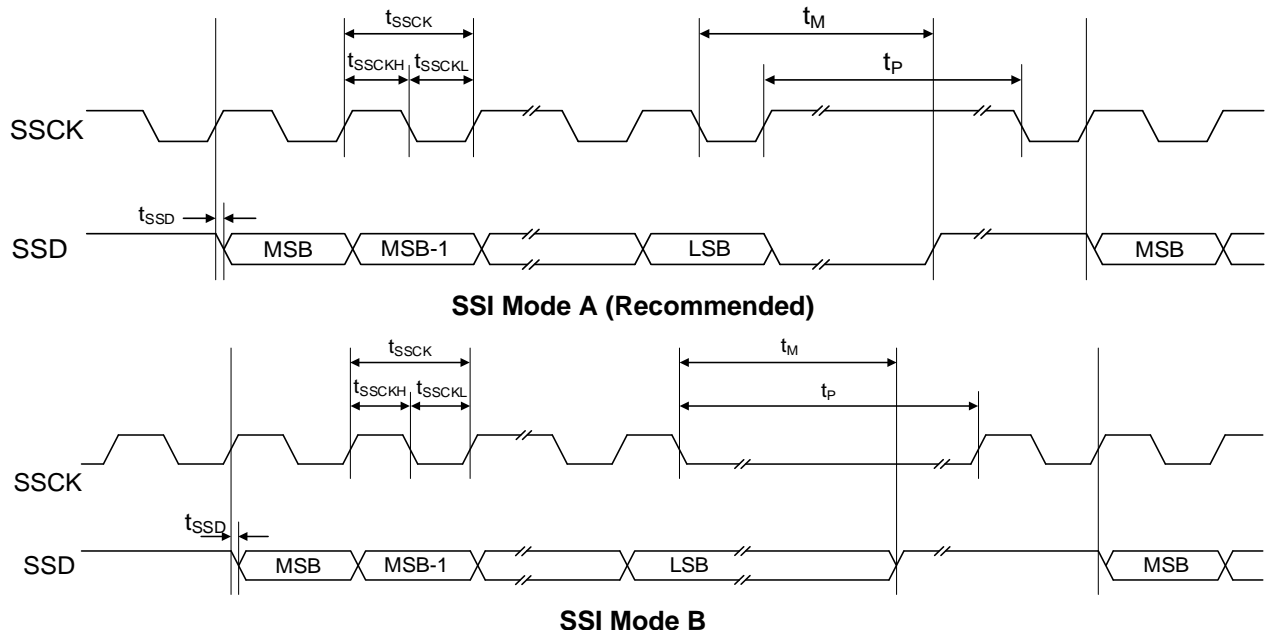 tSSCK
tM
tSSCKH
tSSCKL
tP
SSCK
tSSD
SSD
MSB
MSB-1
LSB
MSB
SSI Mode A (Recommended)
tSSCK
tM
tSSCKH
tSSCKL
tP
SSCK
tSSD
SSD
MSB
MSB-1
LSB
MSB
SSI Mode B